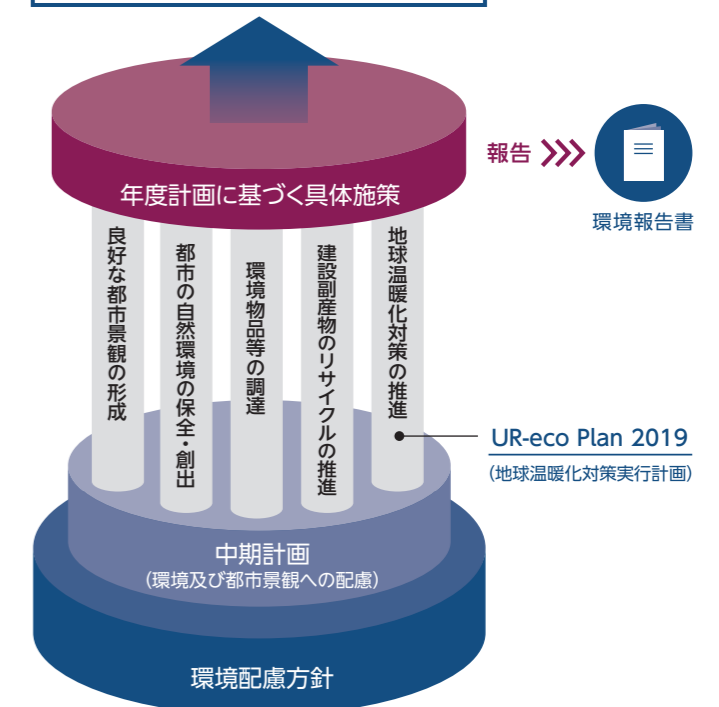 報告
環境報告書
年度計画に基づく具体施策
良好な都市景観の形成
都市の自然環境の保全・創出
環境物品等の調達
建設副産物のリサイクルの推進
地球温暖化対策の推進
UR-eco Plan 2019
(地球温暖化対策実行計画)
中期計画
(環境及び都市景観への配慮)
環境配慮方針